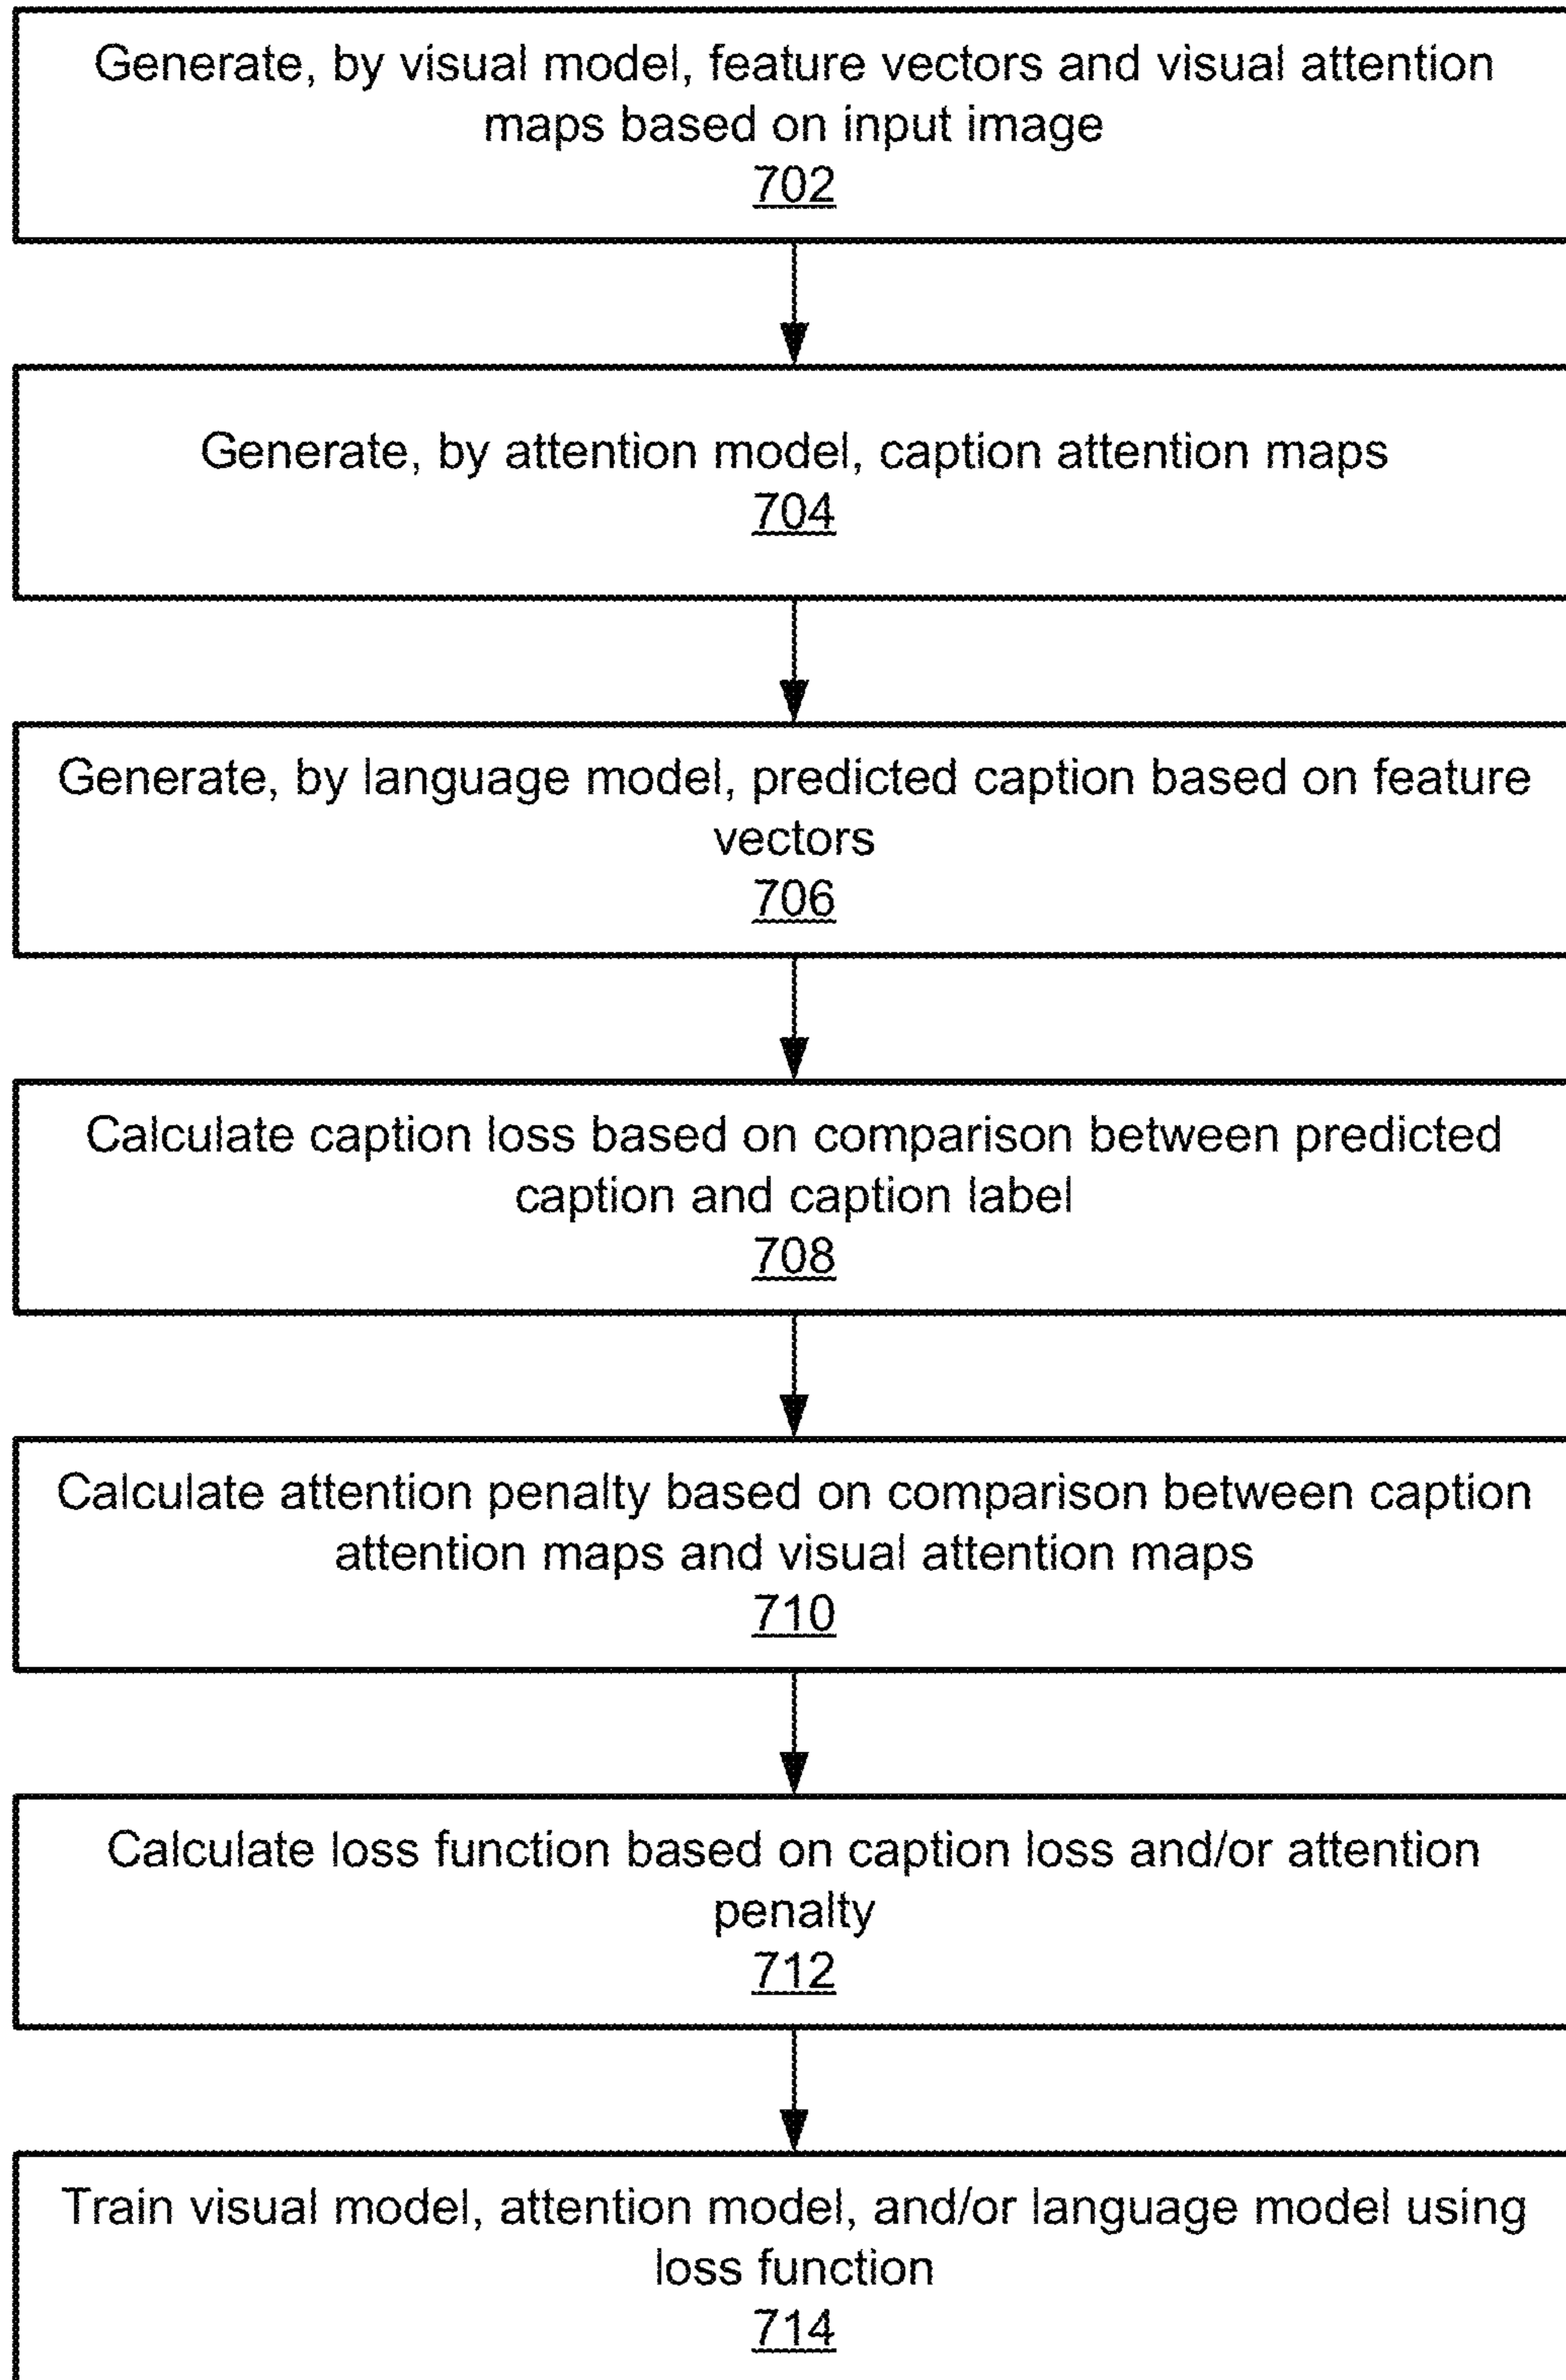 Generate, by visual model, feature vectors and visual attention
maps based on input image
702
Generate, by attention model, caption attention maps
704
Generate, by language model, predicted caption based on feature
vectors
706
Calculate caption loss based on comparison between predicted
caption and caption label
708
Calculate attention penalty based on comparison between caption
attention maps and visual attention maps
710
Calculate loss function based on caption loss and/or attention
penalty
712
Train visual model, attention model, and/or language model using
loss function
714